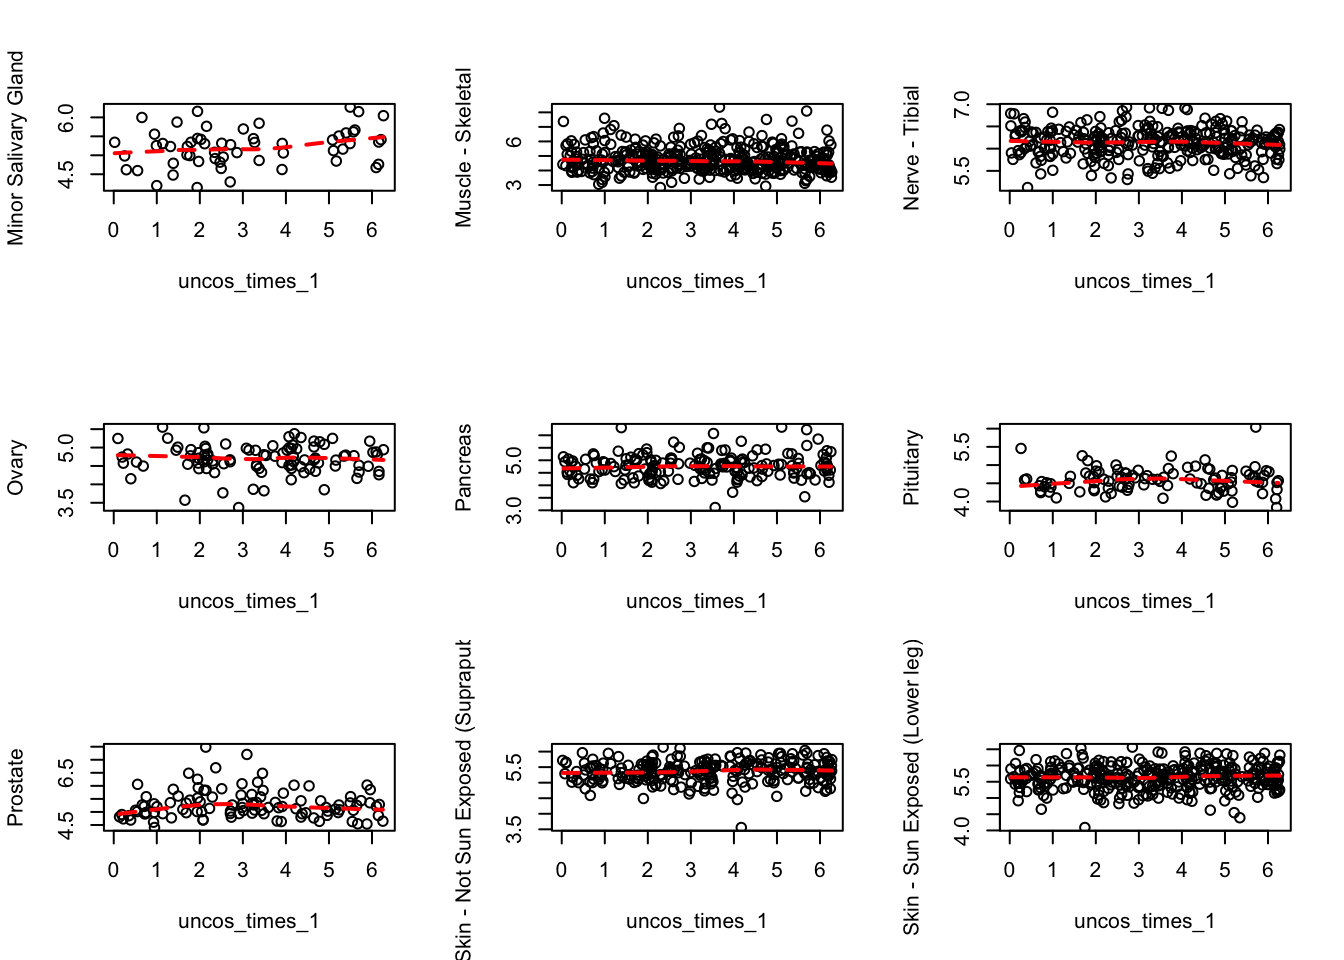 Minor Salivary Gland
6.0
4.5
0 1 2 3 4 5 6
uncos_times_1
Muscle - Skeletal
6
3
0 1 2 3 4 5 6
uncos_times_1
Nerve - Tibial
7.0
5.5
0 1 2 3 4 5 6
uncos_times_1
Ovary
5.0
3.5
0 1 2 3 4 5 6
uncos_times_1
Pancreas
5.0
3.0
0 1 2 3 4 5 6
uncos_times_1
Pituitary
5.5
4.0
0 1 2 3 4 5 6
uncos_times_1
Prostate
6.5
4.5
0 1 2 3 4 5 6
uncos_times_1
Skin - Not Sun Exposed (Suprapub
5.5
3.5
0 1 2 3 4 5 6
uncos_times_1
Skin - Sun Exposed (Lower leg)
5.5
4.0
0 1 2 3 4 5 6
uncos_times_1